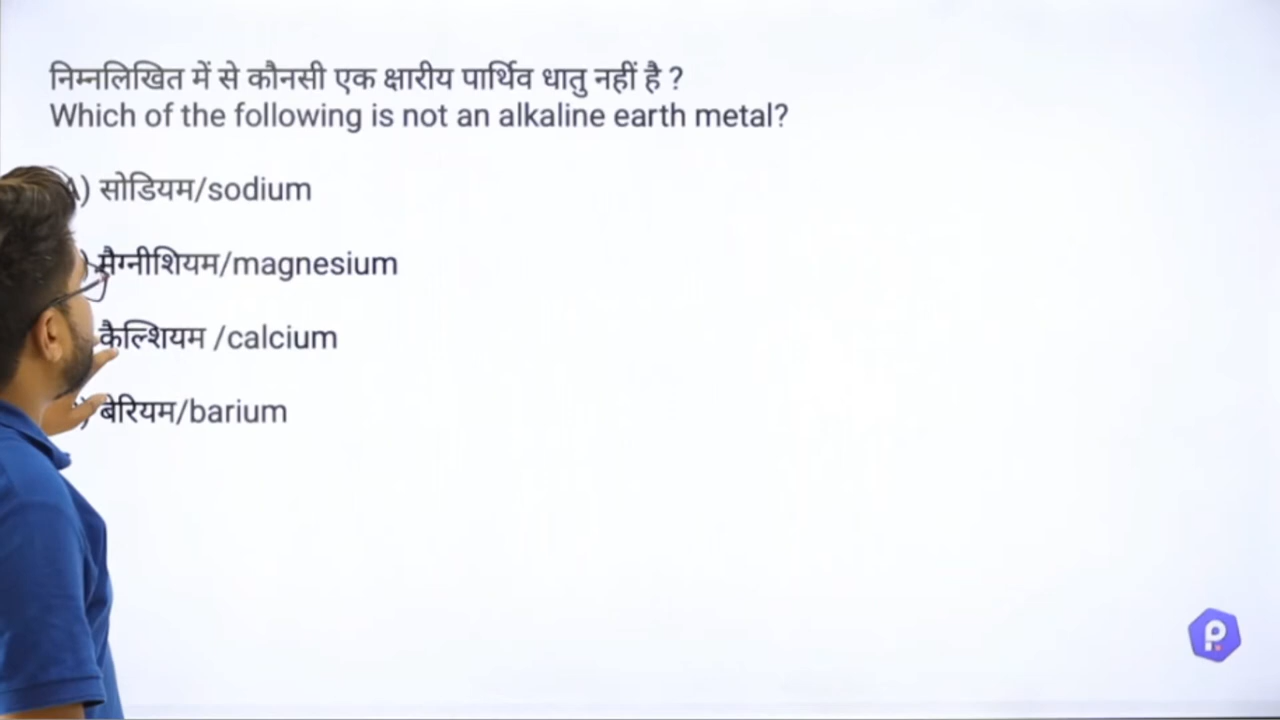 निम्नलिखित में से कौनसी एक क्षारीय पार्थिव धातु नहीं है ?
Which of the following is not an alkaline earth metal?
) सोडियम/sodium
) मैग्नीशियम/magnesium
कैल्शियम /calcium
) बेरियम/barium